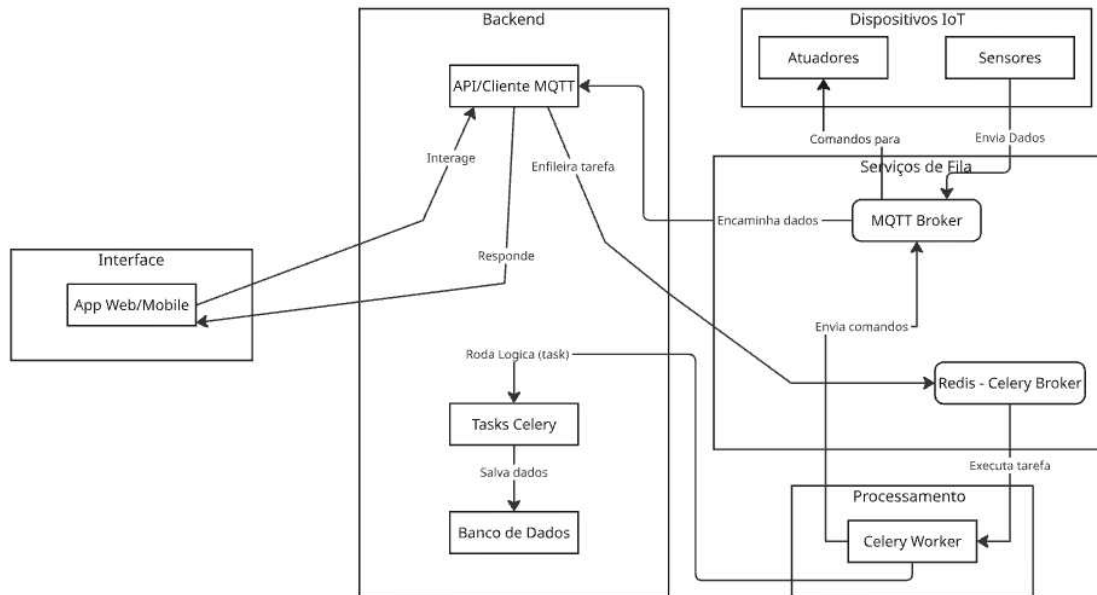 Backend
Dispositivos IoT
Atuadores
Sensores
API/Cliente MQTT
Comandos para
Envia Dados
Interage
Enfileira tarefa
Serviços de Fila
MQTT Broker
Encaminha dados
Interface
Responde
App Web/Mobile
Envia comandos
Roda Logica (task)
Redis - Celery Broker
Tasks Celery
Salva dados
Executa tarefa
Processamento
Banco de Dados
Celery Worker